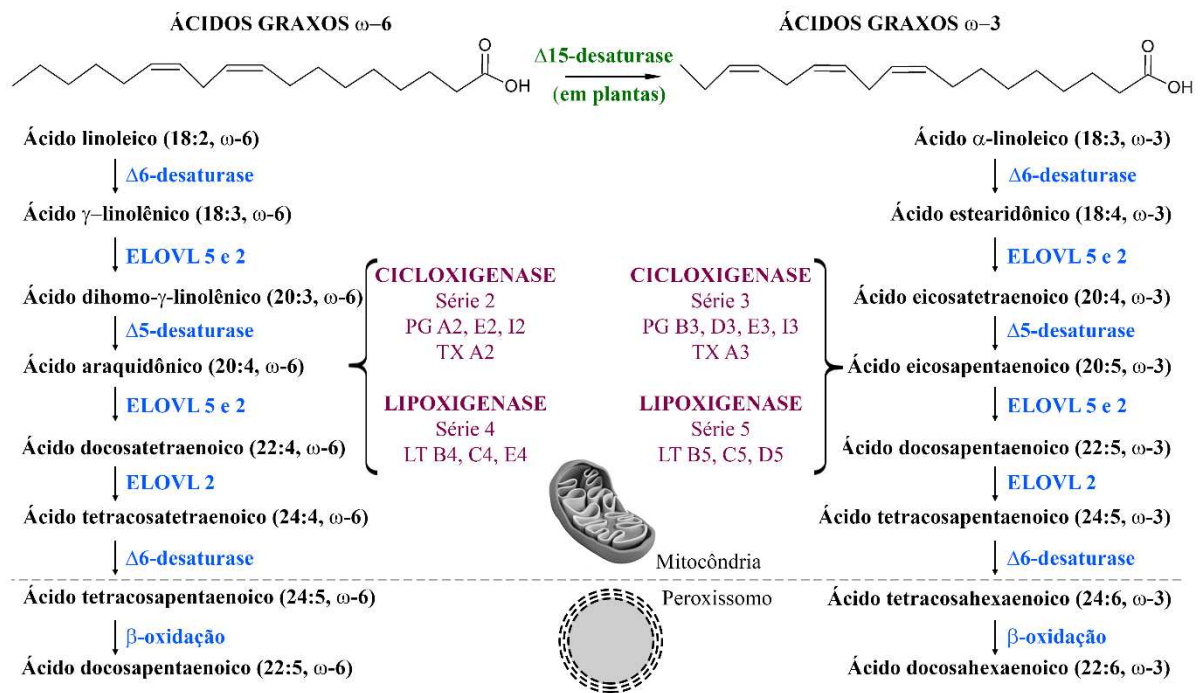 ÁCIDOS GRAXOS ω–6
ÁCIDOS GRAXOS ω–3
O
OH
Δ15-desaturase
(em plantas)
O
OH
Ácido linoleico (18:2, ω-6)
Δ6-desaturase
Ácido γ–linolênico (18:3, ω-6)
ELOVL 5 e 2
Ácido dihomo-γ-linolênico (20:3, ω-6)
Δ5-desaturase
Ácido araquidônico (20:4, ω-6)
ELOVL 5 e 2
Ácido docosatetraenoico (22:4, ω-6)
ELOVL 2
Ácido tetracosatetraenoico (24:4, ω-6)
Δ6-desaturase
Ácido tetracosapentaenoico (24:5, ω-6)
β-oxidação
Ácido docosapentaenoico (22:5, ω-6)
CICLOXIGENASE
Série 2
PG A2, E2, I2
TX A2
LIPOXIGENASE
Série 4
LT B4, C4, E4
CICLOXIGENASE
Série 3
PG B3, D3, E3, I3
TX A3
LIPOXIGENASE
Série 5
LT B5, C5, D5
Mitocôndria
Peroxissomo
Ácido α-linoleico (18:3, ω-3)
Δ6-desaturase
Ácido estearidônico (18:4, ω-3)
ELOVL 5 e 2
Ácido eicosatetraenoico (20:4, ω-3)
Δ5-desaturase
Ácido eicosapentaenoico (20:5, ω-3)
ELOVL 5 e 2
Ácido docosapentaenoico (22:5, ω-3)
ELOVL 2
Ácido tetracosapentaenoico (24:5, ω-3)
Δ6-desaturase
Ácido tetracosahexaenoico (24:6, ω-3)
β-oxidação
Ácido docosahexaenoico (22:6, ω-3)